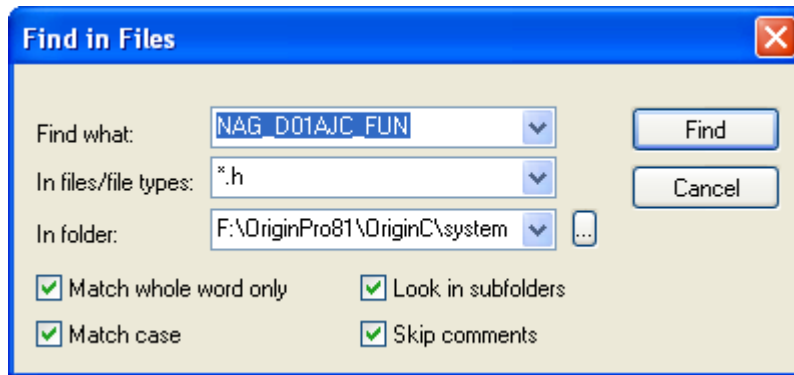 Find in Files
Find what: NAG_D01AJC_FUN Find
In files/file types: *.h Cancel
In folder: F:\OriginPro81\OriginC\system ...
Match whole word only Look in subfolders
Match case Skip comments